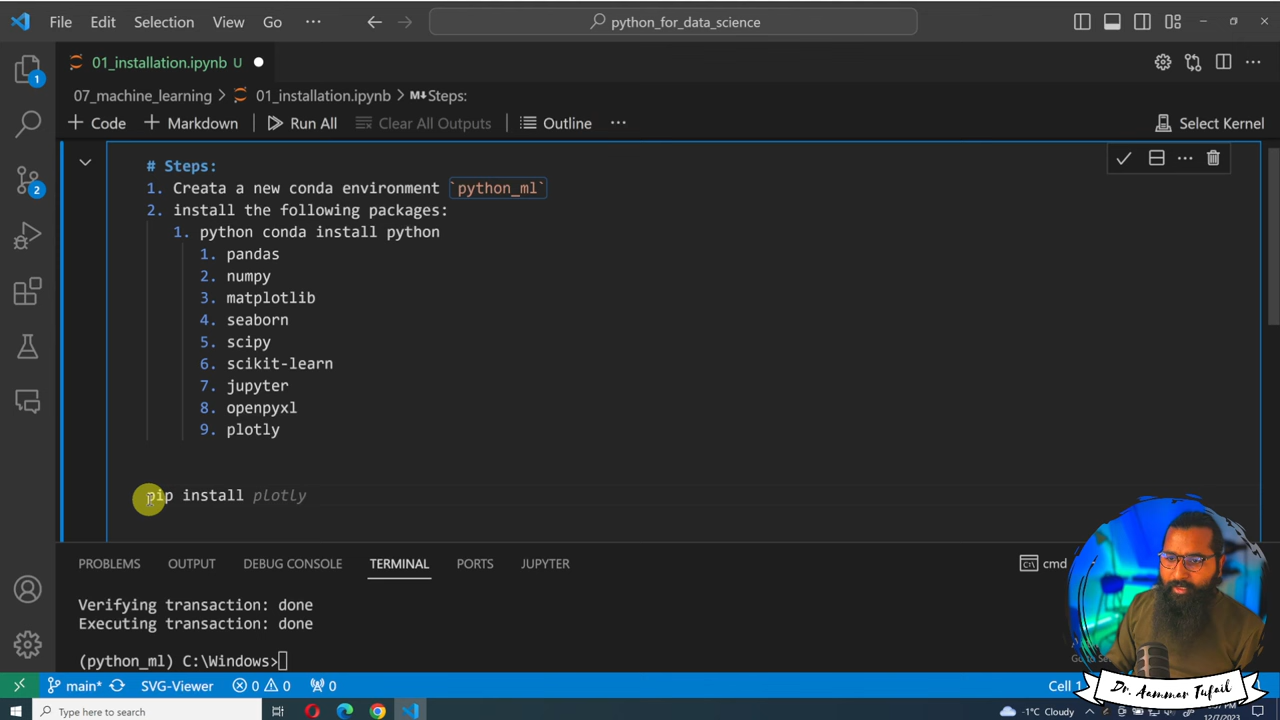 File Edit Selection View Go ··· python_for_data_science
01_installation.ipynb U
07_machine_learning > 01_installation.ipynb > Steps:
+ Code + Markdown Run All Clear All Outputs Outline ··· Select Kernel
# Steps:
1. Creata a new conda environment `python_ml`
2. install the following packages:
1. python conda install python
1. pandas
2. numpy
3. matplotlib
4. seaborn
5. scipy
6. scikit-learn
7. jupyter
8. openpyxl
9. plotly
pip install plotly
PROBLEMS OUTPUT DEBUG CONSOLE TERMINAL PORTS JUPYTER cmd
Verifying transaction: done
Executing transaction: done
(python_ml) C:\Windows>
1
2
main* SVG-Viewer 0 0 0 Cell 1
Dr. Aammar Tufail
Type here to search -1°C Cloudy
12/7/2023